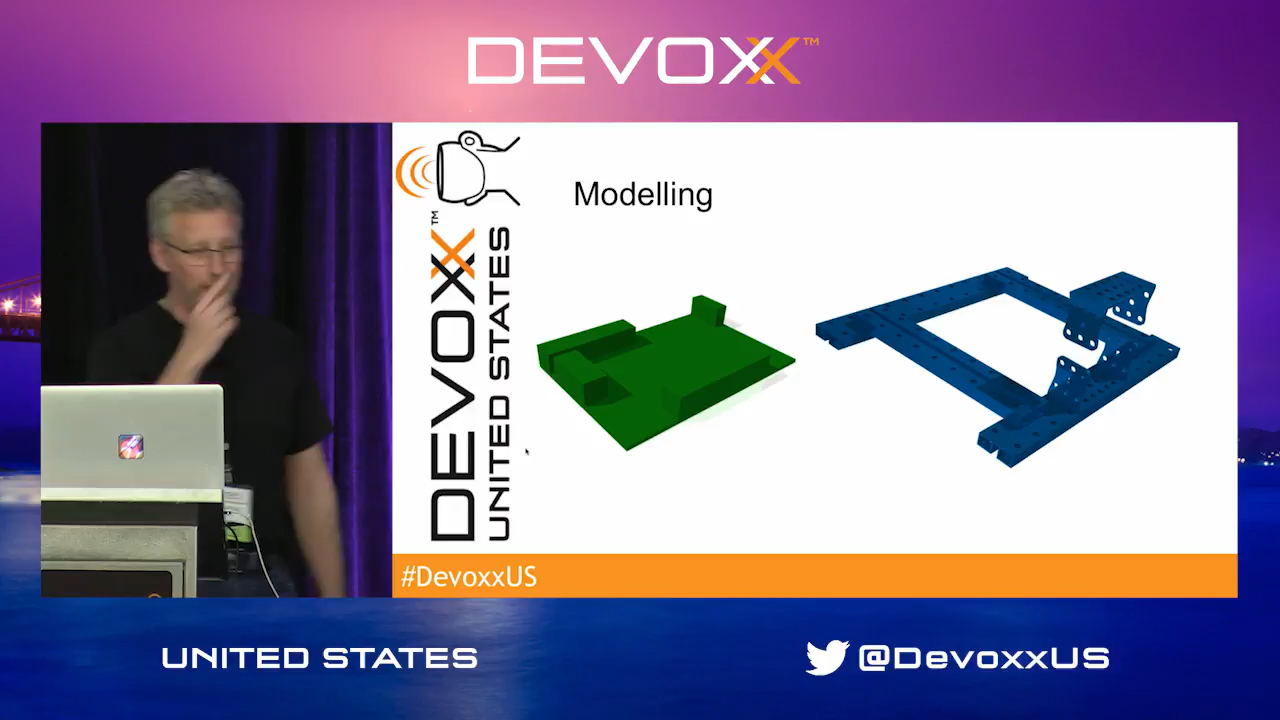 DEVOXX™
Modelling
DEVOXX™
UNITED STATES
#DevoxxUS
UNITED STATES
@DevoxxUS